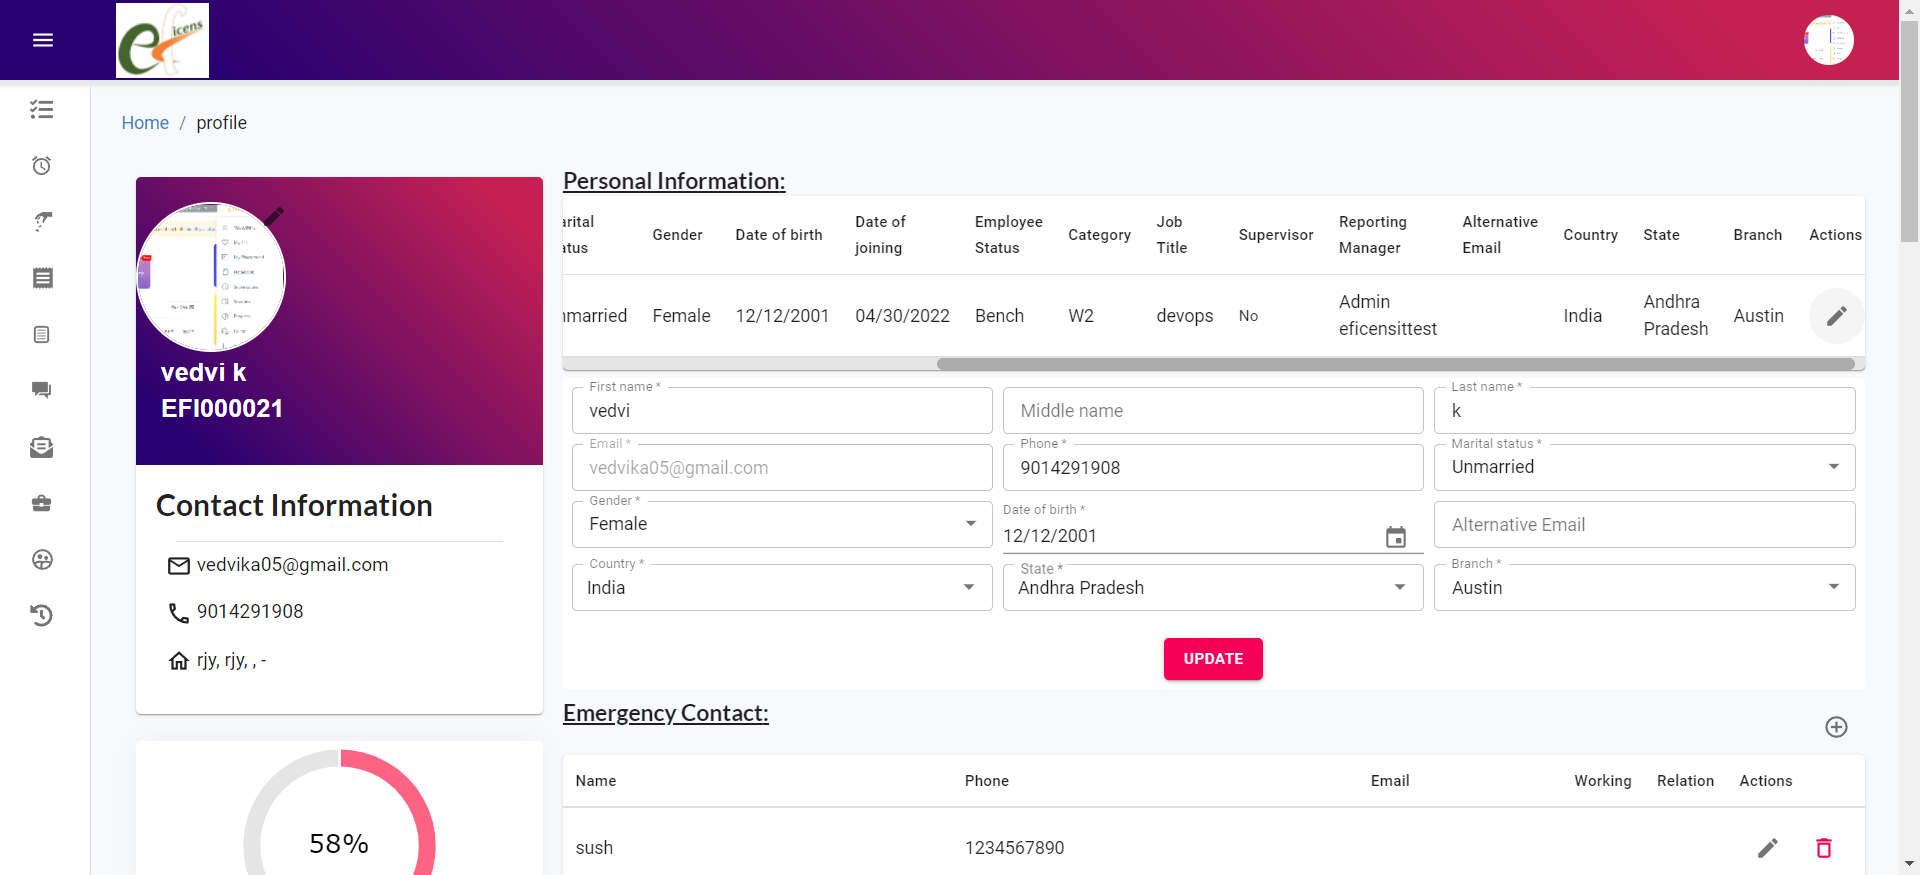 eficens
Home / profile
vedvi k
EFI000021
Contact Information
vedvika05@gmail.com
9014291908
rjy, rjy, , -
58%
Personal Information:
arital
atus
Gender
Date of birth
Date of
joining
Employee
Status
Category
Job
Title
Supervisor
Reporting
Manager
Alternative
Email
Country
State
Branch
Actions
nmarried
Female
12/12/2001
04/30/2022
Bench
W2
devops
No
Admin
eficensittest
India
Andhra
Pradesh
Austin
First name *
vedvi
Middle name
Last name *
k
Email *
vedvika05@gmail.com
Phone *
9014291908
Marital status *
Unmarried
Gender *
Female
Date of birth *
12/12/2001
Alternative Email
Country *
India
State *
Andhra Pradesh
Branch *
Austin
UPDATE
Emergency Contact:
Name Phone Email Working Relation Actions
sush 1234567890